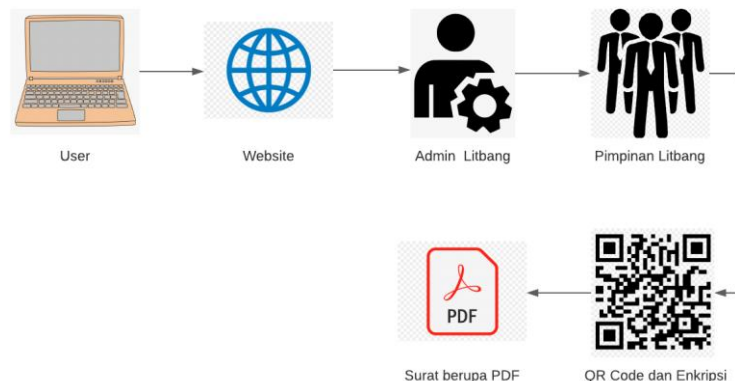 User
Website
Admin Litbang
Pimpinan Litbang
PDF
Surat berupa PDF
QR Code dan Enkripsi